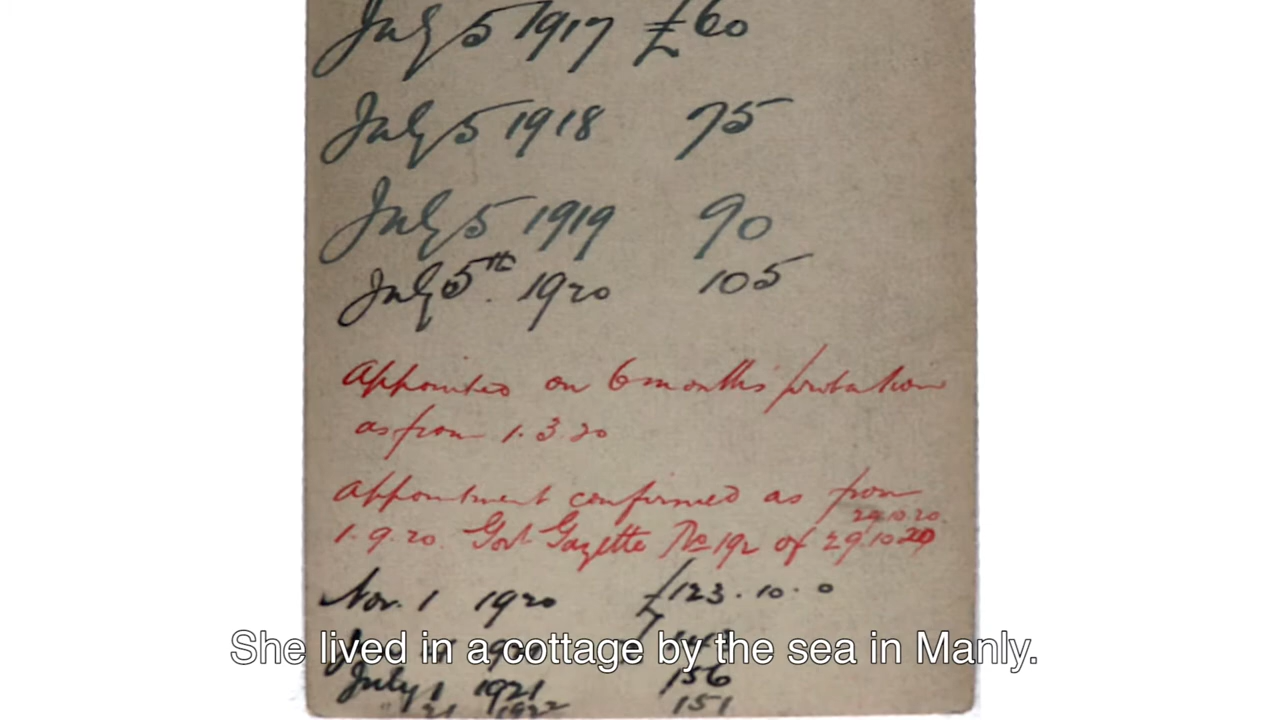 July 5 1917 £60
July 5 1918 75
July 5 1919 90
July 5th. 1920 105
Appointed on 6 months' probation
as from 1.3.20
Appointment confirmed as from
29.10.20.
1.9.20. Govt Gazette No 192 of 29.10.20
Nov. 1 1920 £123.10.0
She lived in a cottage by the sea in Manly.
July 1 1921 156
1922 151